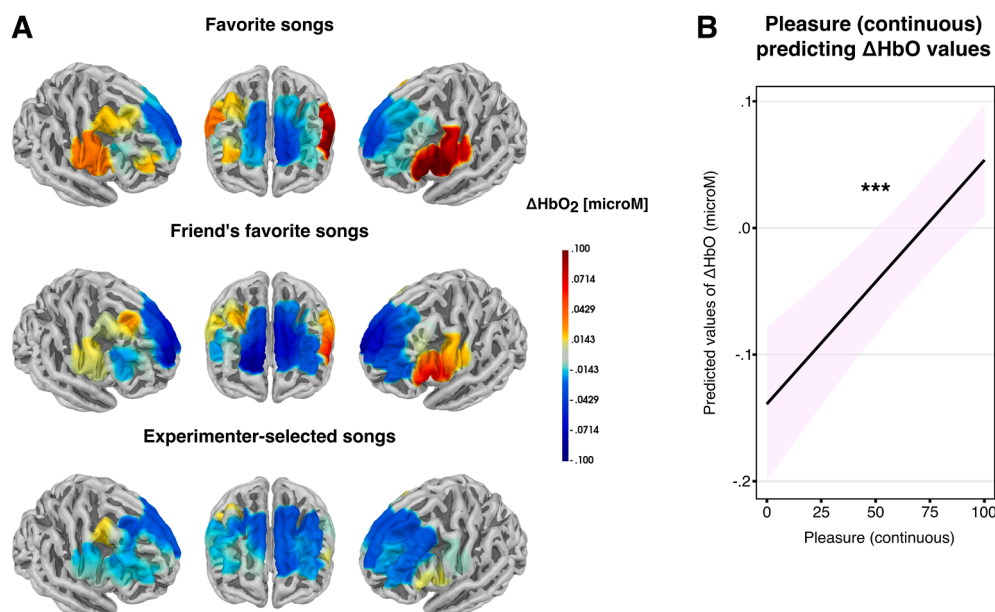 A
Favorite songs
Friend's favorite songs
Experimenter-selected songs
ΔHbO2 [microM]
.100
.0714
.0429
.0143
-.0143
-.0429
-.0714
-.100
B
Pleasure (continuous)
predicting ΔHbO values
Predicted values of ΔHbO (microM)
.1
.0
-.1
-.2
***
0
25
50
75
100
Pleasure (continuous)